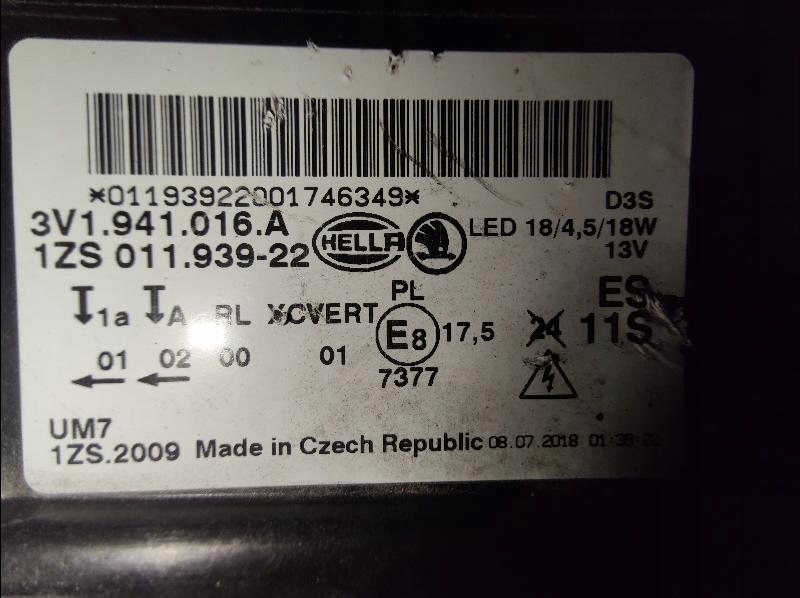 *011939220001746349*
D3S
3V1.941.016.A
HELLA
LED 18/4,5/18W
1ZS 011.939-22
13V
PL
ES
1a A RL XCVERT
E8
17,5
24
11S
01 02 00 01
7377
UM7
1ZS.2009 Made in Czech Republic 08.07.2018